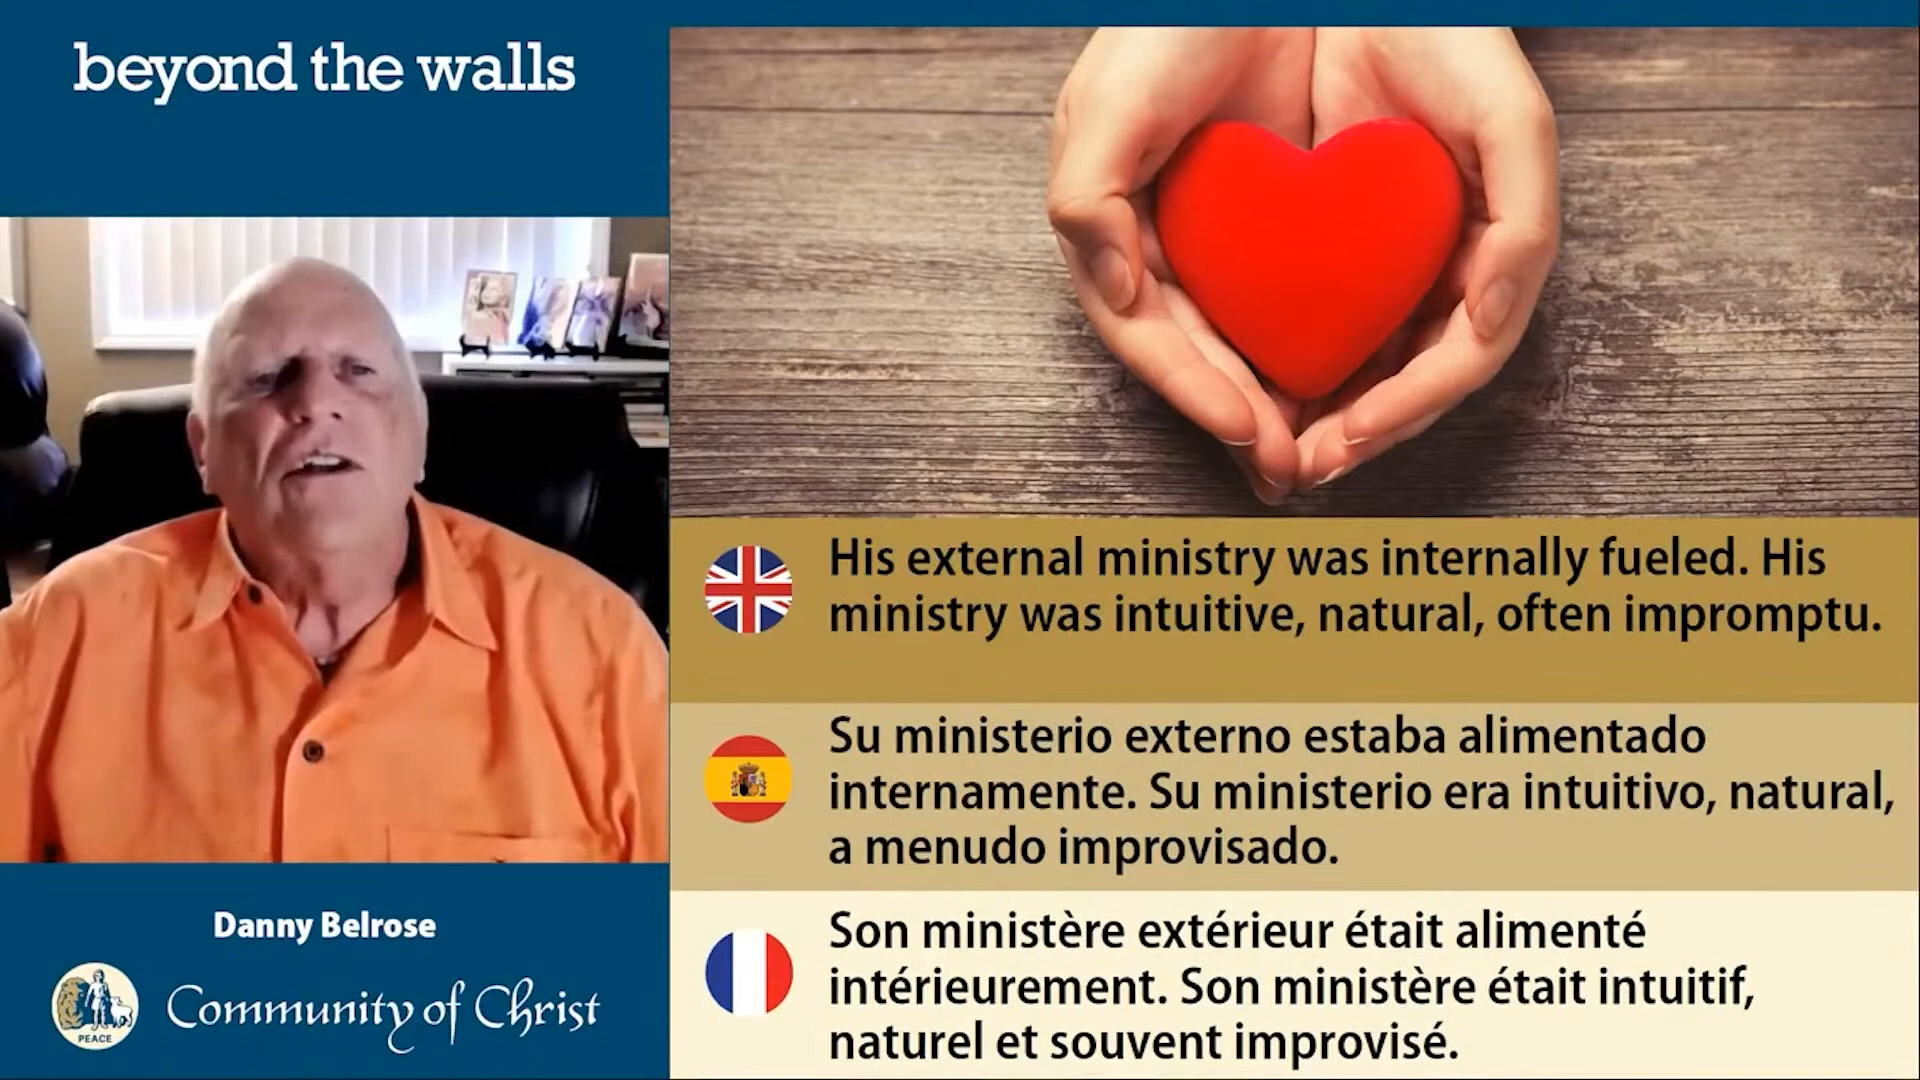 beyond the walls
His external ministry was internally fueled. His
ministry was intuitive, natural, often impromptu.
Su ministerio externo estaba alimentado
internamente. Su ministerio era intuitivo, natural,
a menudo improvisado.
Son ministère extérieur était alimenté
intérieurement. Son ministère était intuitif,
naturel et souvent improvisé.
Danny Belrose
PEACE
Community of Christ